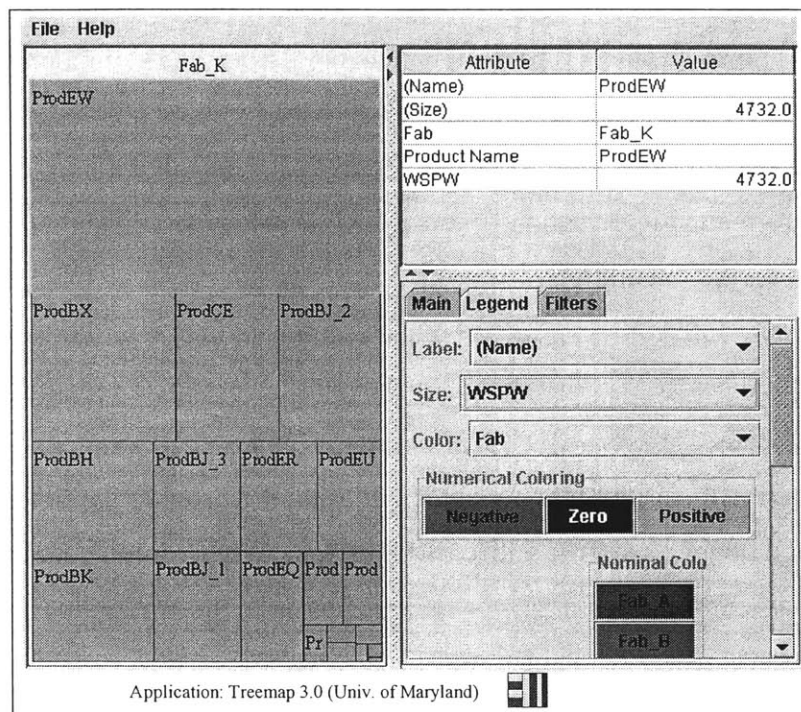 File Help
Fab_K
ProdEW
ProdBX ProdCE ProdBJ_2
ProdBH ProdBJ_3 ProdER ProdEU
ProdBK ProdBJ_1 ProdEQ Prod Prod
Pr
Attribute Value
(Name) ProdEW
(Size) 4732.0
Fab Fab_K
Product Name ProdEW
WSPW 4732.0
Main Legend Filters
Label: (Name)
Size: WSPW
Color: Fab
Numerical Coloring
Negative Zero Positive
Nominal Colo
Fab_A
Fab_B
Application: Treemap 3.0 (Univ. of Maryland)